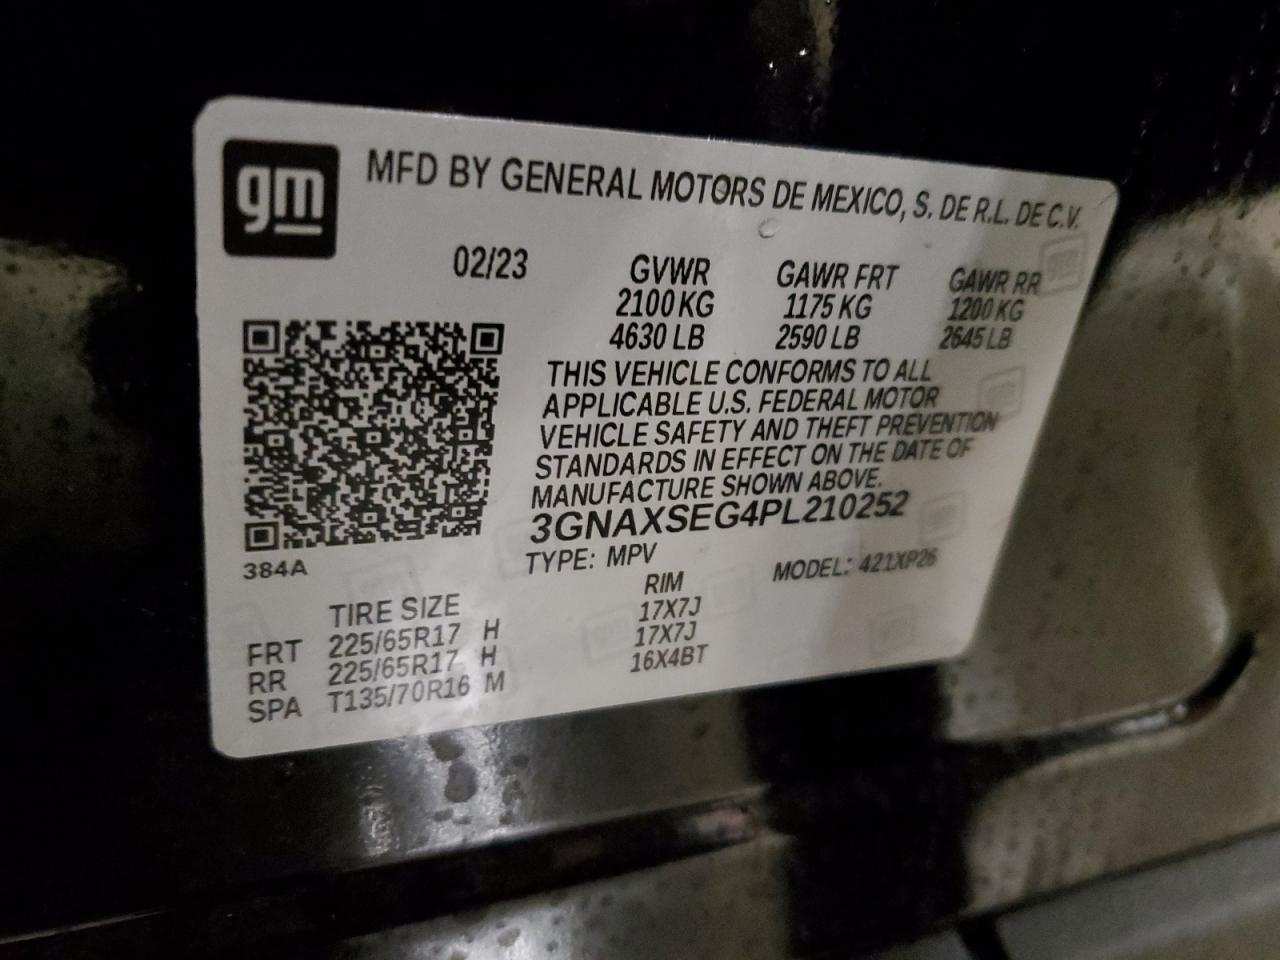 gm
MFD BY GENERAL MOTORS DE MEXICO, S. DE R.L. DE C.V.
02/23 GVWR GAWR FRT GAWR RR
2100 KG 1175 KG 1200 KG
4630 LB 2590 LB 2645 LB
THIS VEHICLE CONFORMS TO ALL
APPLICABLE U.S. FEDERAL MOTOR
VEHICLE SAFETY AND THEFT PREVENTION
STANDARDS IN EFFECT ON THE DATE OF
MANUFACTURE SHOWN ABOVE.
3GNAXSEG4PL210252
TYPE: MPV MODEL: 421XP26
384A
TIRE SIZE RIM
FRT 225/65R17 H 17X7J
RR 225/65R17 H 17X7J
SPA T135/70R16 M 16X4BT